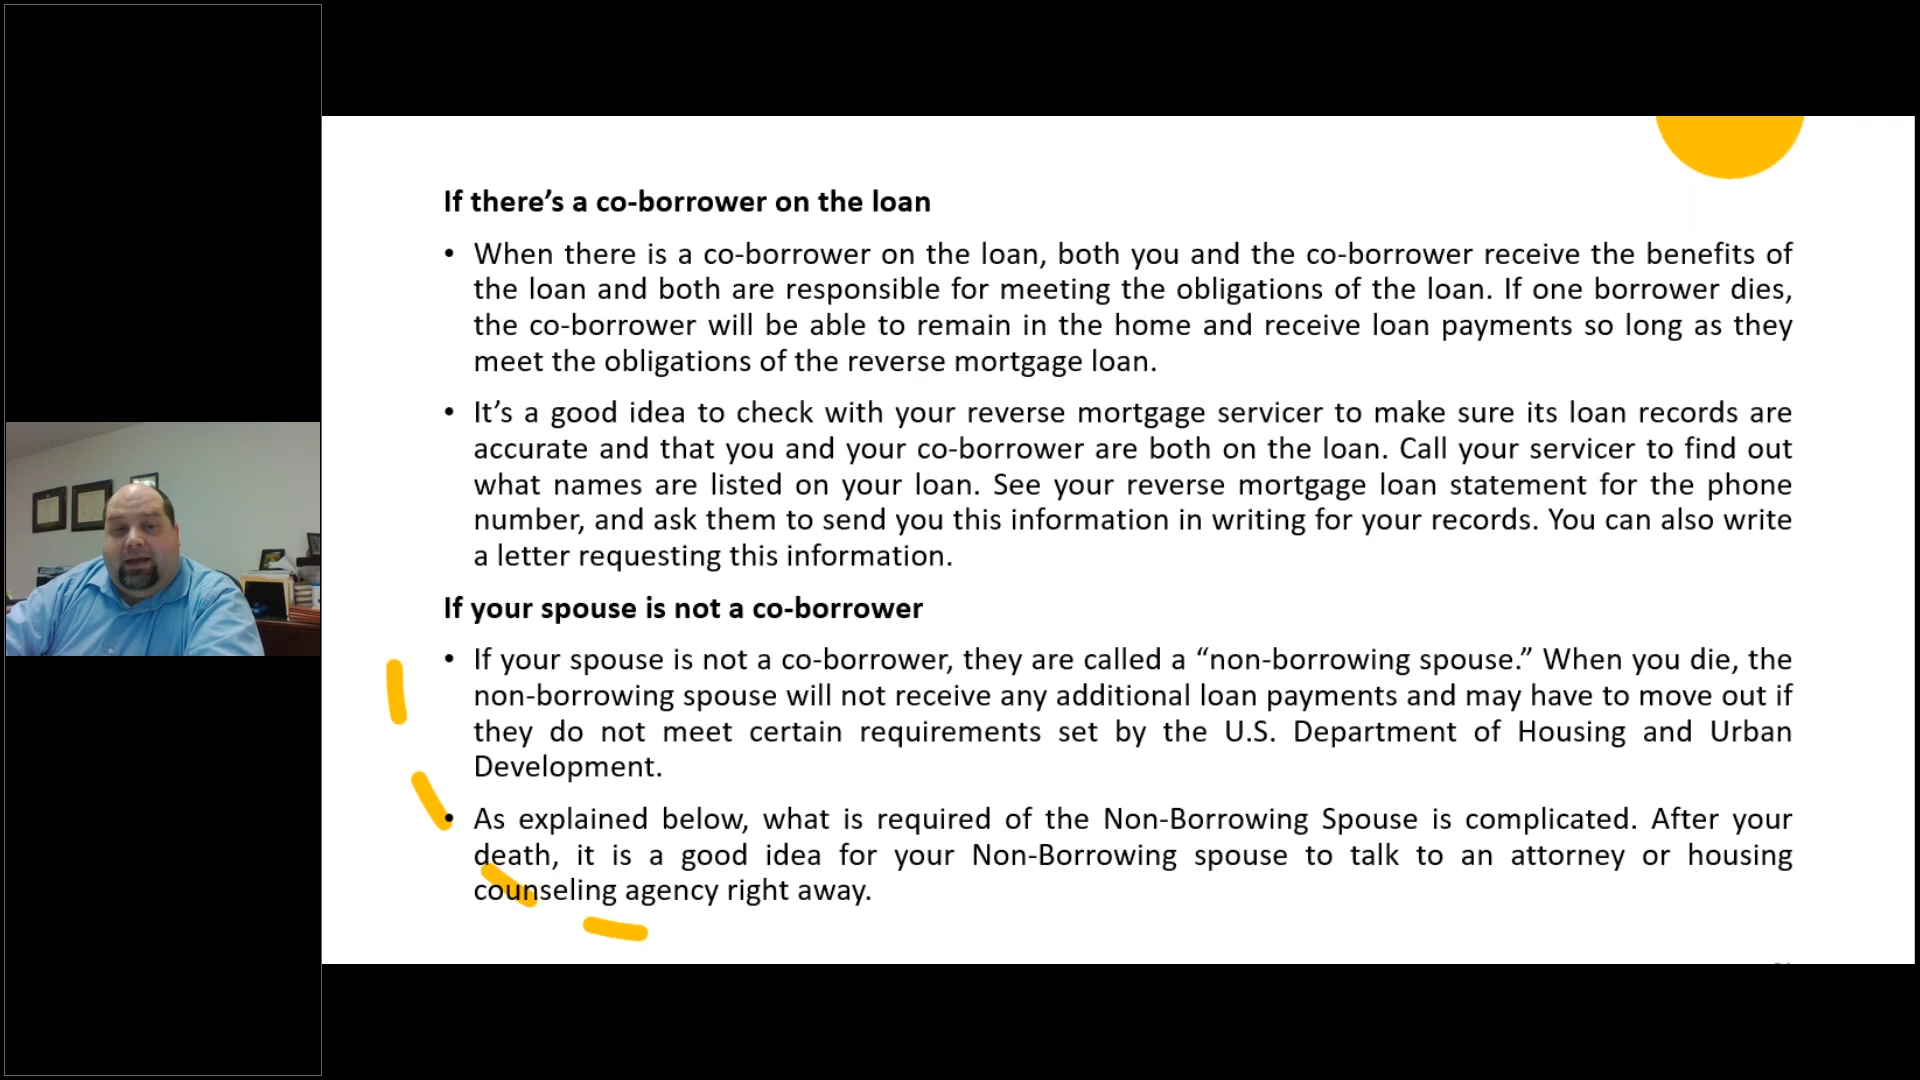 If there’s a co-borrower on the loan
• When there is a co-borrower on the loan, both you and the co-borrower receive the benefits of
the loan and both are responsible for meeting the obligations of the loan. If one borrower dies,
the co-borrower will be able to remain in the home and receive loan payments so long as they
meet the obligations of the reverse mortgage loan.
• It’s a good idea to check with your reverse mortgage servicer to make sure its loan records are
accurate and that you and your co-borrower are both on the loan. Call your servicer to find out
what names are listed on your loan. See your reverse mortgage loan statement for the phone
number, and ask them to send you this information in writing for your records. You can also write
a letter requesting this information.
If your spouse is not a co-borrower
• If your spouse is not a co-borrower, they are called a “non-borrowing spouse.” When you die, the
non-borrowing spouse will not receive any additional loan payments and may have to move out if
they do not meet certain requirements set by the U.S. Department of Housing and Urban
Development.
• As explained below, what is required of the Non-Borrowing Spouse is complicated. After your
death, it is a good idea for your Non-Borrowing spouse to talk to an attorney or housing
counseling agency right away.